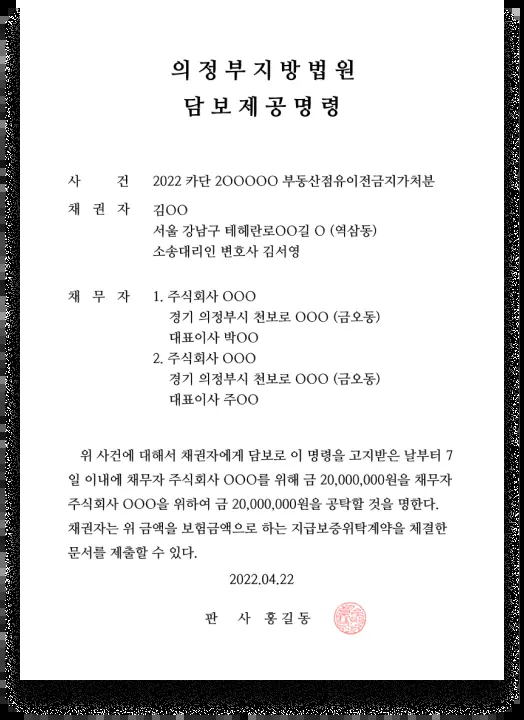 의정부지방법원
담보제공명령
사 건 2022 카단 2OOOOO 부동산점유이전금지가처분
채 권 자 김OO
서울 강남구 테헤란로OO길 O (역삼동)
소송대리인 변호사 김서영
채 무 자 1. 주식회사 OOO
경기 의정부시 천보로 OOO (금오동)
대표이사 박OO
2. 주식회사 OOO
경기 의정부시 천보로 OOO (금오동)
대표이사 주OO
위 사건에 대해서 채권자에게 담보로 이 명령을 고지받은 날부터 7
일 이내에 채무자 주식회사 OOO를 위해 금 20,000,000원을 채무자
주식회사 OOO을 위하여 금 20,000,000원을 공탁할 것을 명한다.
채권자는 위 금액을 보험금액으로 하는 지급보증위탁계약을 체결한
문서를 제출할 수 있다.
2022.04.22
판 사 홍길동